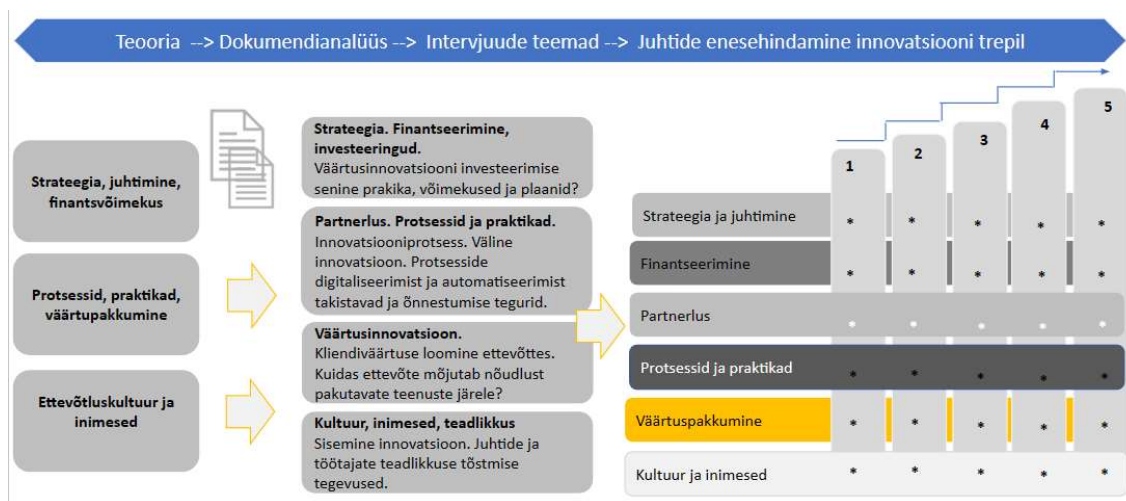 Teooria --> Dokumendianalüüs --> Intervjuude teemad --> Juhtide enesehindamine innovatsiooni trepil
Strateegia, juhtimine,
finantsvõimekus
Protsessid, praktikad,
väärtupakkumine
Ettevõtluskultuur ja
inimesed
Strateegia. Finantseerimine,
investeeringud.
Väärtusinnovatsiooni investeerimise
senine prakika, võimekused ja plaanid?
Partnerlus. Protsessid ja praktikad.
Innovatsiooniprotsess. Väline
innovatsioon. Protsesside
digitaliseerimist ja automatiseerimist
takistavad ja õnnestumise tegurid.
Väärtusinnovatsioon.
Kliendiväärtuse loomine ettevõttes.
Kuidas ettevõte mõjutab nõudlust
pakutavate teenuste järele?
Kultuur, inimesed, teadlikkus
Sisemine innovatsioon. Juhtide ja
töötajate teadlikkuse tõstmise
tegevused.
1 2 3 4 5
Strateegia ja juhtimine * * * * *
Finantseerimine * * * * *
Partnerlus * * * * *
Protsessid ja praktikad * * * * *
Väärtuspakkumine * * * * *
Kultuur ja inimesed * * * * *